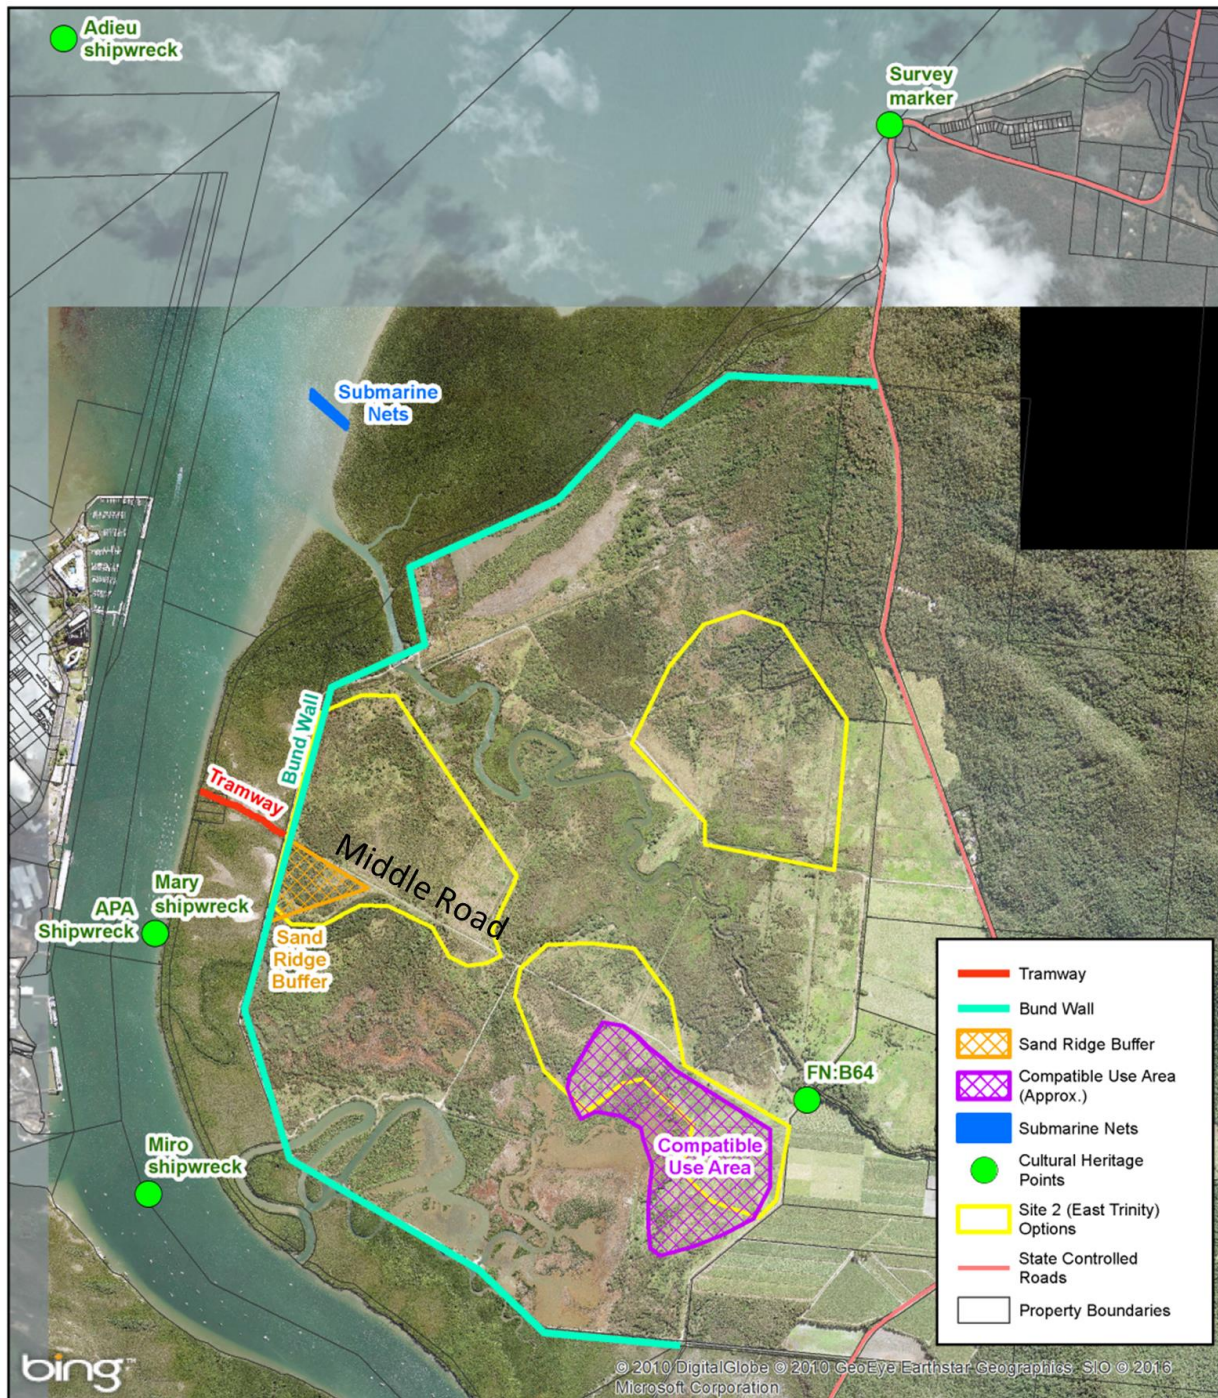 Adieu
shipwreck
Survey
marker
Submarine
Nets
Bund Wall
Tramway
Middle Road
Mary
shipwreck
APA
Shipwreck
Sand
Ridge
Buffer
FN:B64
Compatible
Use Area
Miro
shipwreck
Tramway
Bund Wall
Sand Ridge Buffer
Compatible Use Area
(Approx.)
Submarine Nets
Cultural Heritage
Points
Site 2 (East Trinity)
Options
State Controlled
Roads
Property Boundaries
bing
© 2010 DigitalGlobe © 2010 GeoEye Earthstar Geographics SIO © 2016
Microsoft Corporation